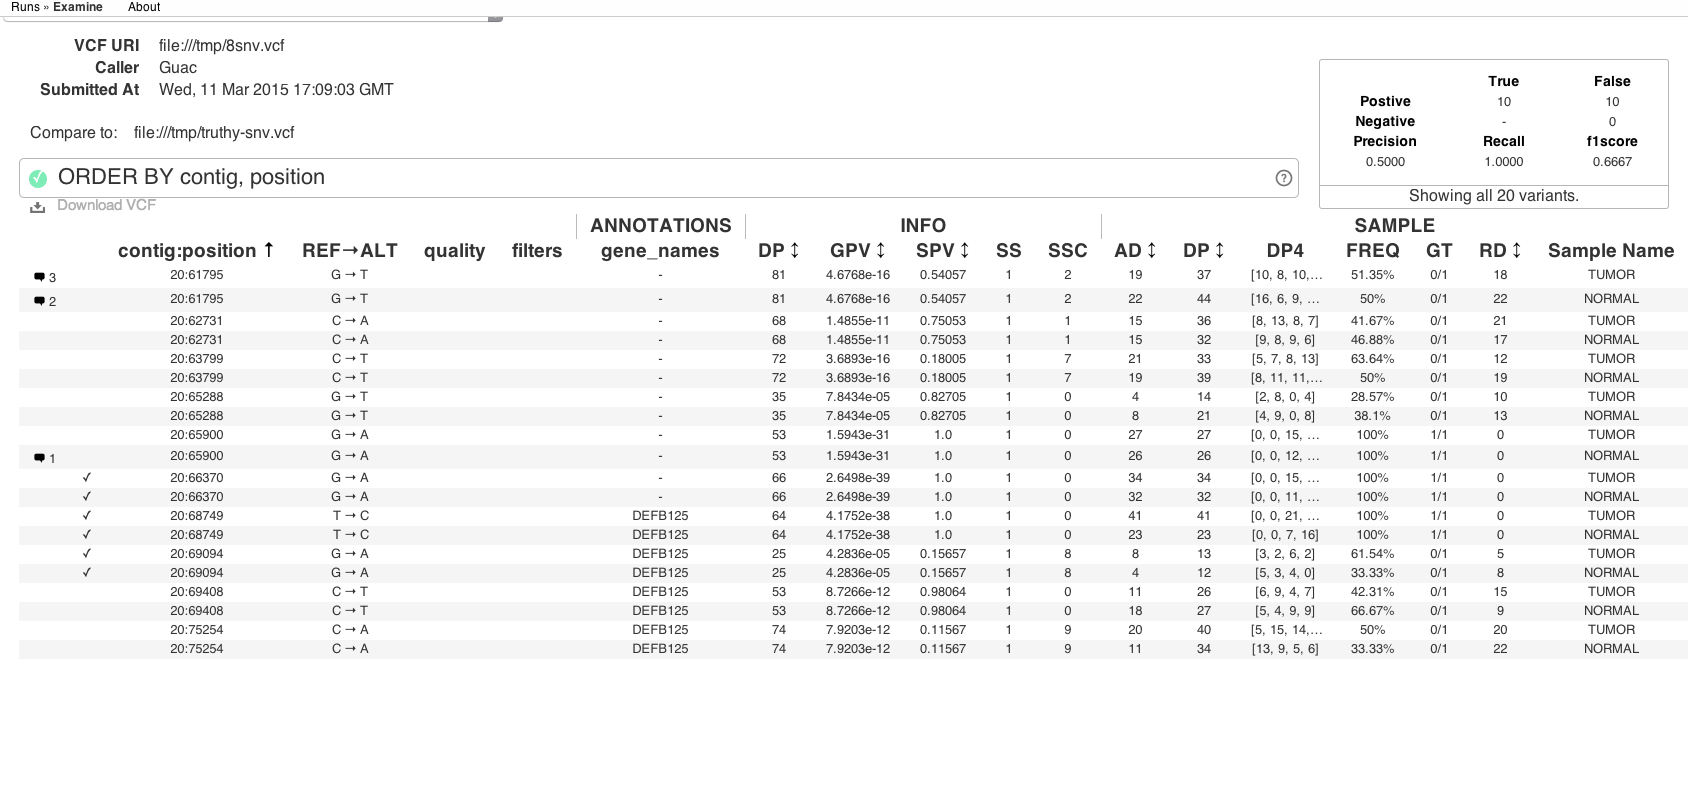 Runs » Examine About
VCF URI file:///tmp/8snv.vcf
Caller Guac
Submitted At Wed, 11 Mar 2015 17:09:03 GMT
Compare to: file:///tmp/truthy-snv.vcf
True False
Postive 10 10
Negative - 0
Precision Recall f1score
0.5000 1.0000 0.6667
Showing all 20 variants.
ORDER BY contig, position ?
Download VCF
ANNOTATIONS INFO SAMPLE
contig:position ↑ REF→ALT quality filters gene_names DP ↕ GPV ↕ SPV ↕ SS SSC AD ↕ DP ↕ DP4 FREQ GT RD ↕ Sample Name
3 20:61795 G → T - 81 4.6768e-16 0.54057 1 2 19 37 [10, 8, 10,... 51.35% 0/1 18 TUMOR
2 20:61795 G → T - 81 4.6768e-16 0.54057 1 2 22 44 [16, 6, 9, ... 50% 0/1 22 NORMAL
20:62731 C → A - 68 1.4855e-11 0.75053 1 1 15 36 [8, 13, 8, 7] 41.67% 0/1 21 TUMOR
20:62731 C → A - 68 1.4855e-11 0.75053 1 1 15 32 [9, 8, 9, 6] 46.88% 0/1 17 NORMAL
20:63799 C → T - 72 3.6893e-16 0.18005 1 7 21 33 [5, 7, 8, 13] 63.64% 0/1 12 TUMOR
20:63799 C → T - 72 3.6893e-16 0.18005 1 7 19 39 [8, 11, 11,... 50% 0/1 19 NORMAL
20:65288 G → T - 35 7.8434e-05 0.82705 1 0 4 14 [2, 8, 0, 4] 28.57% 0/1 10 TUMOR
20:65288 G → T - 35 7.8434e-05 0.82705 1 0 8 21 [4, 9, 0, 8] 38.1% 0/1 13 NORMAL
20:65900 G → A - 53 1.5943e-31 1.0 1 0 27 27 [0, 0, 15, ... 100% 1/1 0 TUMOR
1 20:65900 G → A - 53 1.5943e-31 1.0 1 0 26 26 [0, 0, 12, ... 100% 1/1 0 NORMAL
✓ 20:66370 G → A - 66 2.6498e-39 1.0 1 0 34 34 [0, 0, 15, ... 100% 1/1 0 TUMOR
✓ 20:66370 G → A - 66 2.6498e-39 1.0 1 0 32 32 [0, 0, 11, ... 100% 1/1 0 NORMAL
✓ 20:68749 T → C DEFB125 64 4.1752e-38 1.0 1 0 41 41 [0, 0, 21, ... 100% 1/1 0 TUMOR
✓ 20:68749 T → C DEFB125 64 4.1752e-38 1.0 1 0 23 23 [0, 0, 7, 16] 100% 1/1 0 NORMAL
✓ 20:69094 G → A DEFB125 25 4.2836e-05 0.15657 1 8 8 13 [3, 2, 6, 2] 61.54% 0/1 5 TUMOR
✓ 20:69094 G → A DEFB125 25 4.2836e-05 0.15657 1 8 4 12 [5, 3, 4, 0] 33.33% 0/1 8 NORMAL
20:69408 C → T DEFB125 53 8.7266e-12 0.98064 1 0 11 26 [6, 9, 4, 7] 42.31% 0/1 15 TUMOR
20:69408 C → T DEFB125 53 8.7266e-12 0.98064 1 0 18 27 [5, 4, 9, 9] 66.67% 0/1 9 NORMAL
20:75254 C → A DEFB125 74 7.9203e-12 0.11567 1 9 20 40 [5, 15, 14,... 50% 0/1 20 TUMOR
20:75254 C → A DEFB125 74 7.9203e-12 0.11567 1 9 11 34 [13, 9, 5, 6] 33.33% 0/1 22 NORMAL